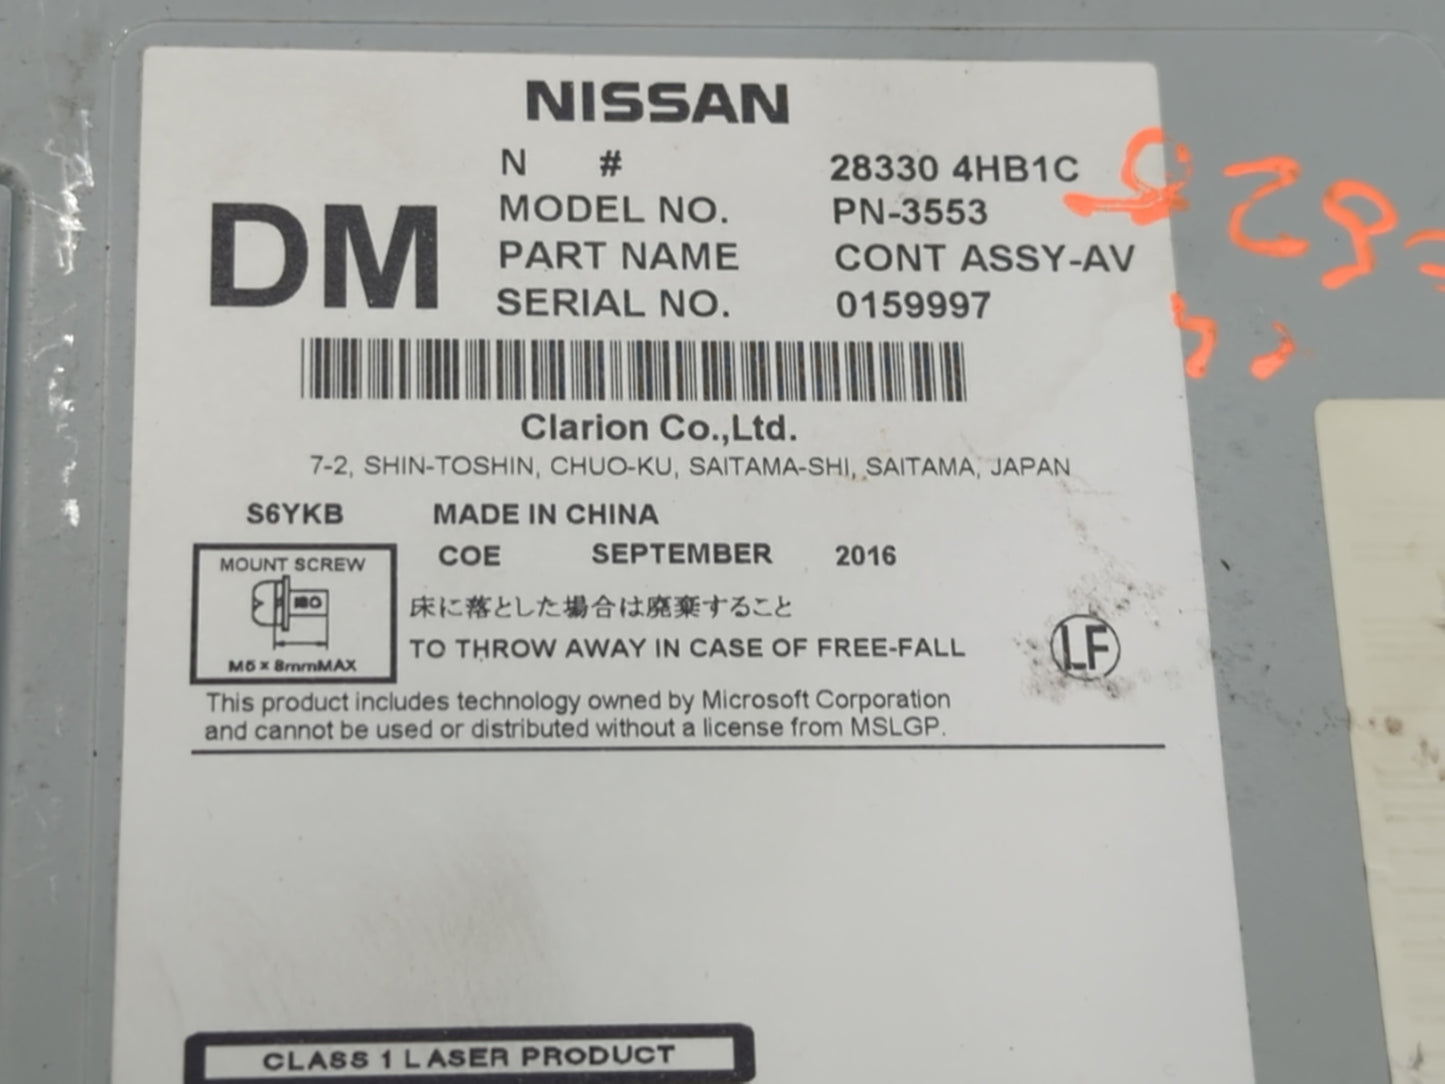 NISSAN
N # 28330 4HB1C
MODEL NO. PN-3553
DM
PART NAME CONT ASSY-AV
SERIAL NO. 0159997
Clarion Co.,Ltd.
7-2, SHIN-TOSHIN, CHUO-KU, SAITAMA-SHI, SAITAMA, JAPAN
S6YKB MADE IN CHINA
COE SEPTEMBER 2016
MOUNT SCREW
ISO
M5 × 8mmMAX
床に落とした場合は廃棄すること
TO THROW AWAY IN CASE OF FREE-FALL
LF
This product includes technology owned by Microsoft Corporation
and cannot be used or distributed without a license from MSLGP.
CLASS 1 LASER PRODUCT